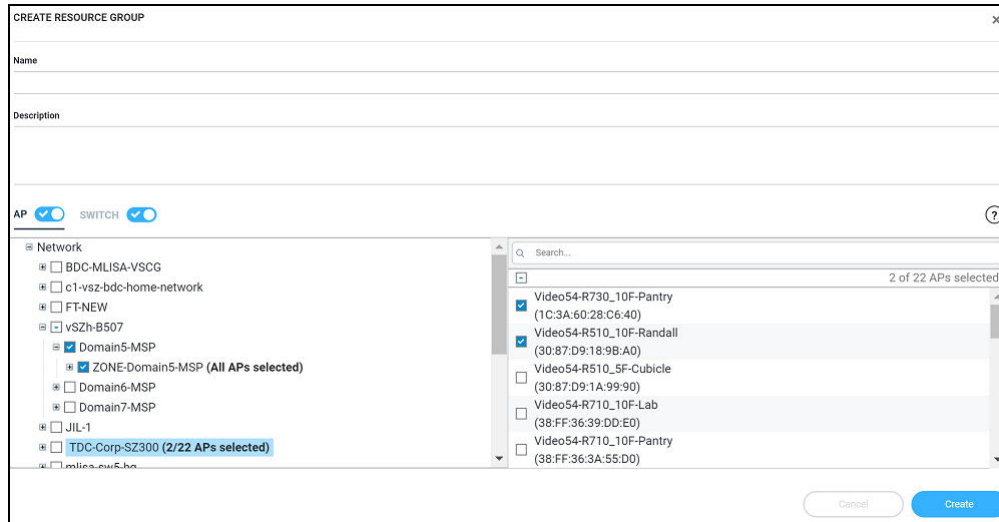 CREATE RESOURCE GROUP
Name
Description
AP
SWITCH
?
Network
BDC-MLISA-VSCG
c1-vsz-bdc-home-network
FT-NEW
vSZh-B507
Domain5-MSP
ZONE-Domain5-MSP (All APs selected)
Domain6-MSP
Domain7-MSP
JIL-1
TDC-Corp-SZ300 (2/22 APs selected)
mlisa-sw5-hg
Search...
2 of 22 APs selected
Video54-R730_10F-Pantry
(1C:3A:60:28:C6:40)
Video54-R510_10F-Randall
(30:87:D9:18:9B:A0)
Video54-R510_5F-Cubicle
(30:87:D9:1A:99:90)
Video54-R710_10F-Lab
(38:FF:36:39:DD:E0)
Video54-R710_10F-Pantry
(38:FF:36:3A:55:D0)
Cancel
Create